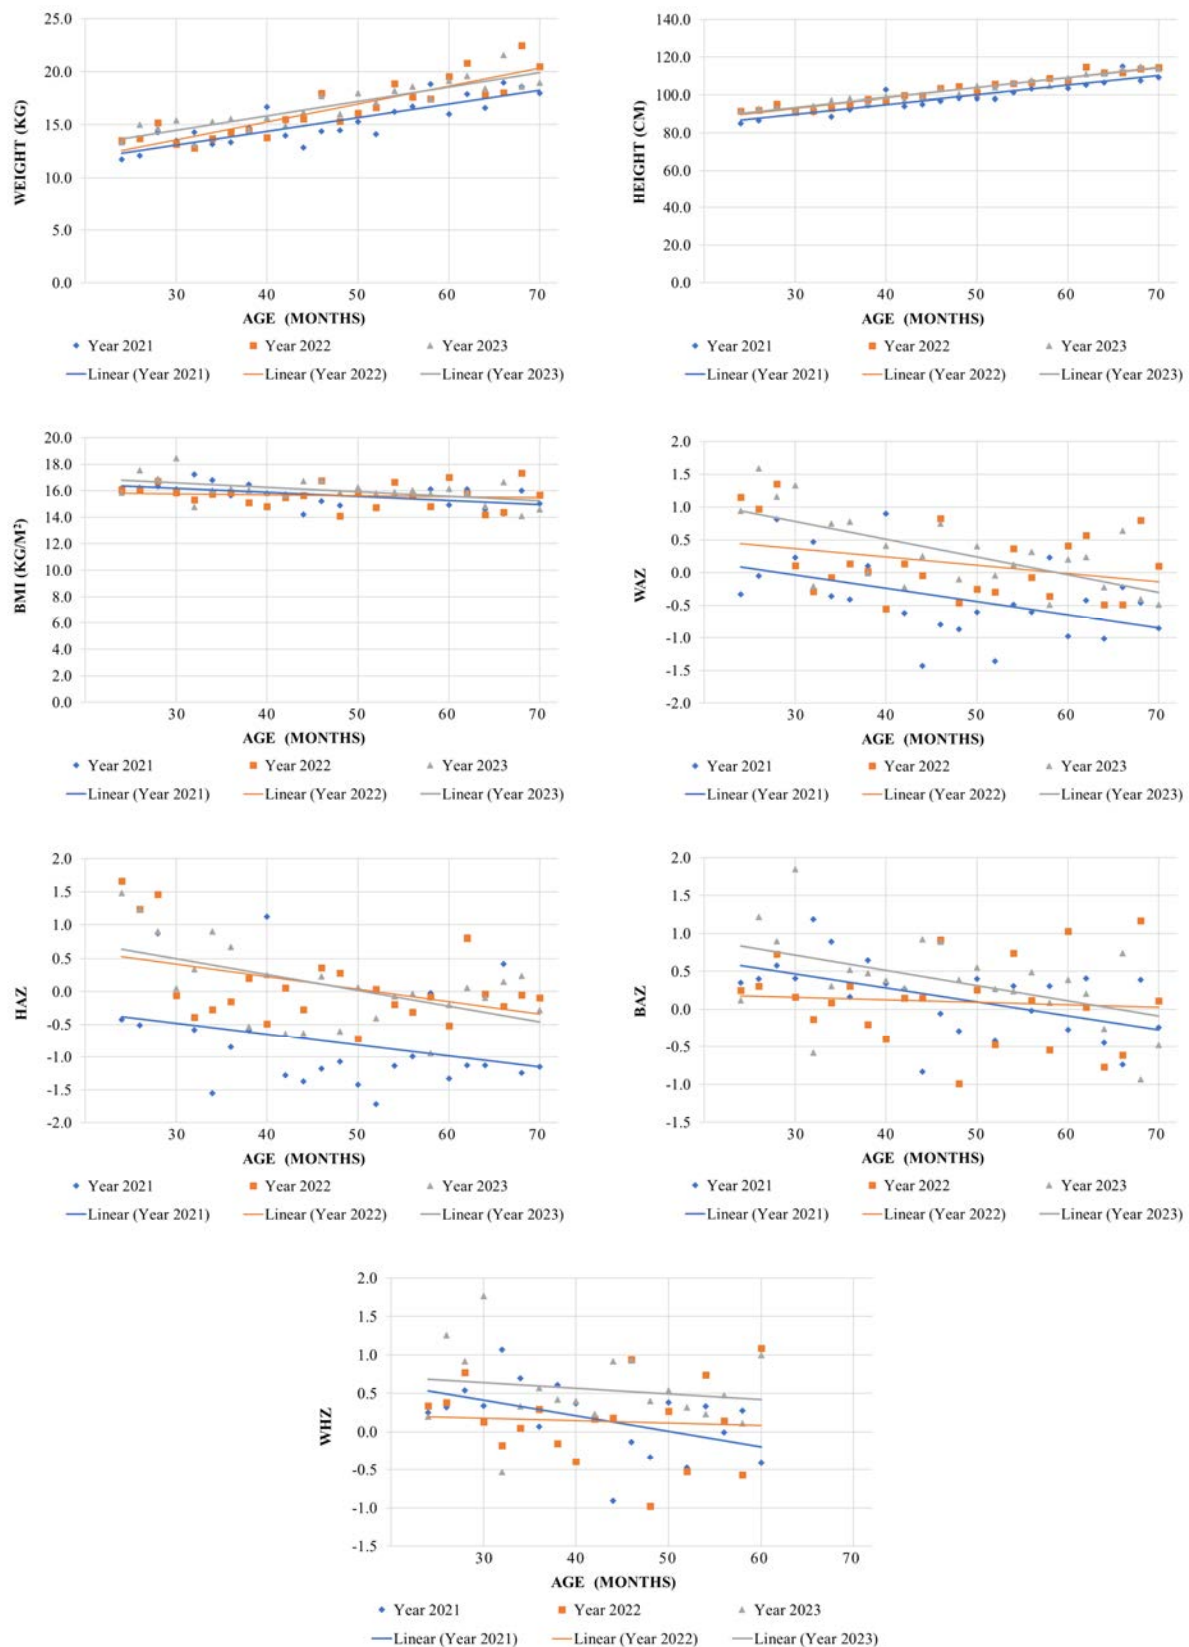 25.0
20.0
15.0
10.0
5.0
0.0
WEIGHT (KG)
30 40 50 60 70
AGE (MONTHS)
Year 2021 Year 2022 Year 2023
Linear (Year 2021) Linear (Year 2022) Linear (Year 2023)
140.0
120.0
100.0
80.0
60.0
40.0
20.0
0.0
HEIGHT (CM)
30 40 50 60 70
AGE (MONTHS)
Year 2021 Year 2022 Year 2023
Linear (Year 2021) Linear (Year 2022) Linear (Year 2023)
20.0
18.0
16.0
14.0
12.0
10.0
8.0
6.0
4.0
2.0
0.0
BMI (KG/M²)
30 40 50 60 70
AGE (MONTHS)
Year 2021 Year 2022 Year 2023
Linear (Year 2021) Linear (Year 2022) Linear (Year 2023)
2.0
1.5
1.0
0.5
0.0
-0.5
-1.0
-1.5
-2.0
WAZ
30 40 50 60 70
AGE (MONTHS)
Year 2021 Year 2022 Year 2023
Linear (Year 2021) Linear (Year 2022) Linear (Year 2023)
2.0
1.5
1.0
0.5
0.0
-0.5
-1.0
-1.5
-2.0
HAZ
30 40 50 60 70
AGE (MONTHS)
Year 2021 Year 2022 Year 2023
Linear (Year 2021) Linear (Year 2022) Linear (Year 2023)
2.0
1.5
1.0
0.5
0.0
-0.5
-1.0
-1.5
BAZ
30 40 50 60 70
AGE (MONTHS)
Year 2021 Year 2022 Year 2023
Linear (Year 2021) Linear (Year 2022) Linear (Year 2023)
2.0
1.5
1.0
0.5
0.0
-0.5
-1.0
-1.5
WHZ
30 40 50 60 70
AGE (MONTHS)
Year 2021 Year 2022 Year 2023
Linear (Year 2021) Linear (Year 2022) Linear (Year 2023)